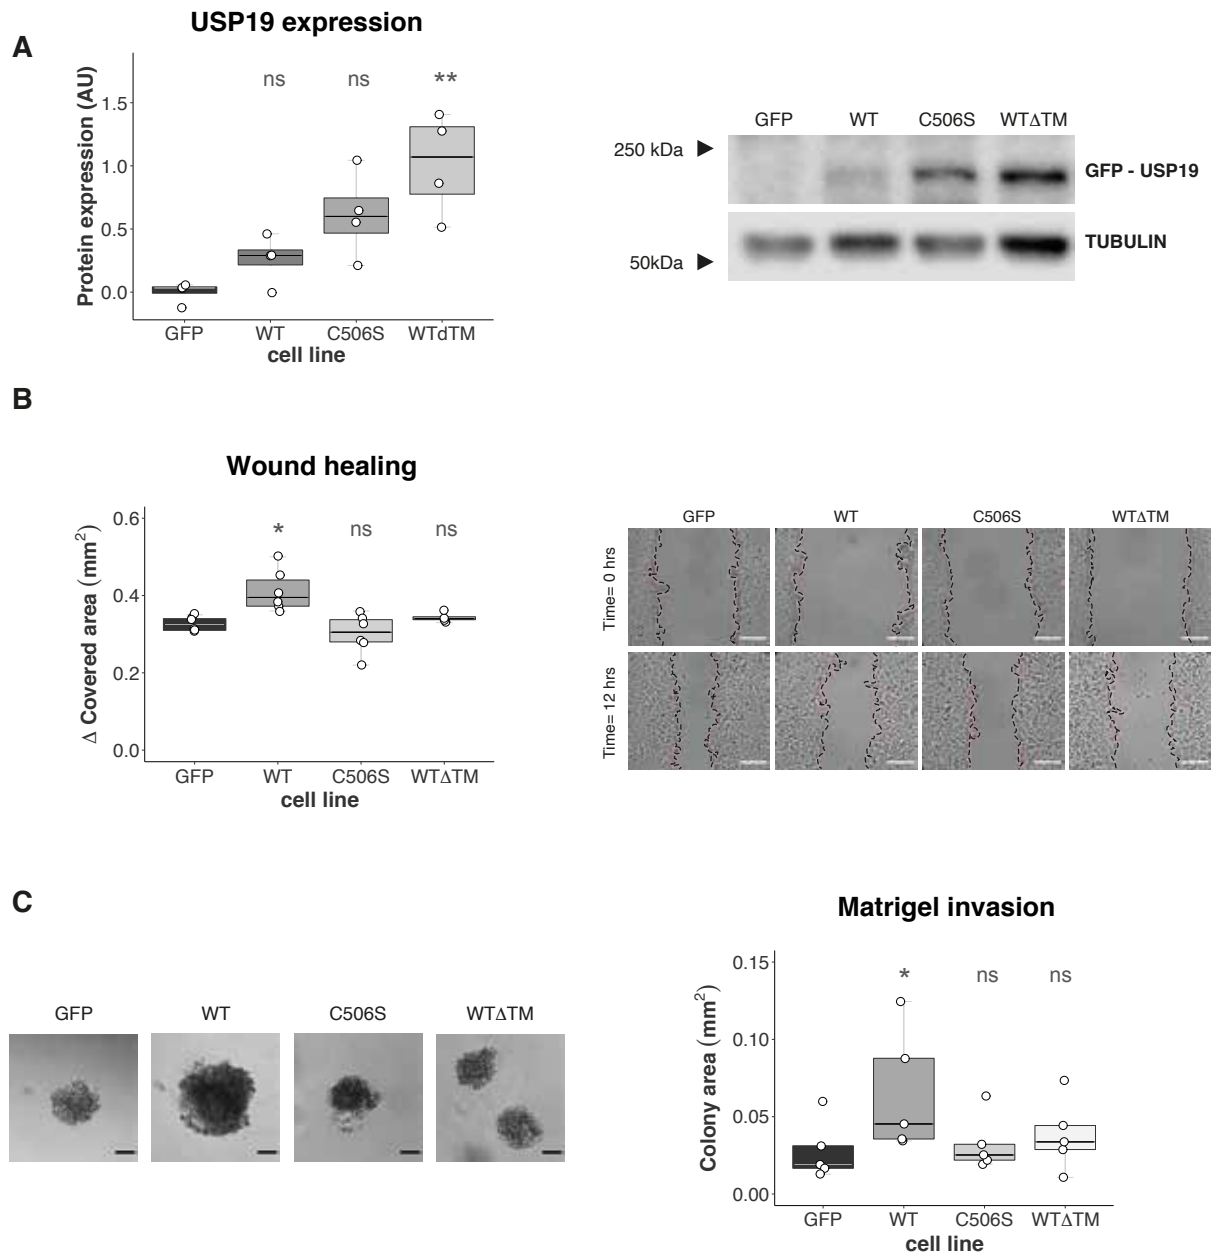 A
USP19 expression
Protein expression (AU)
1.5
1.0
0.5
0.0
ns
ns
**
GFP
WT
C506S
WTdTM
cell line
GFP
WT
C506S
WTΔTM
250 kDa
GFP - USP19
50kDa
TUBULIN
B
Wound healing
Δ Covered area (mm²)
0.6
0.4
0.2
0.0
*
ns
ns
GFP
WT
C506S
WTΔTM
cell line
GFP
WT
C506S
WTΔTM
Time= 0 hrs
Time= 12 hrs
C
GFP
WT
C506S
WTΔTM
Matrigel invasion
Colony area (mm²)
0.15
0.10
0.05
0.00
*
ns
ns
GFP
WT
C506S
WTΔTM
cell line